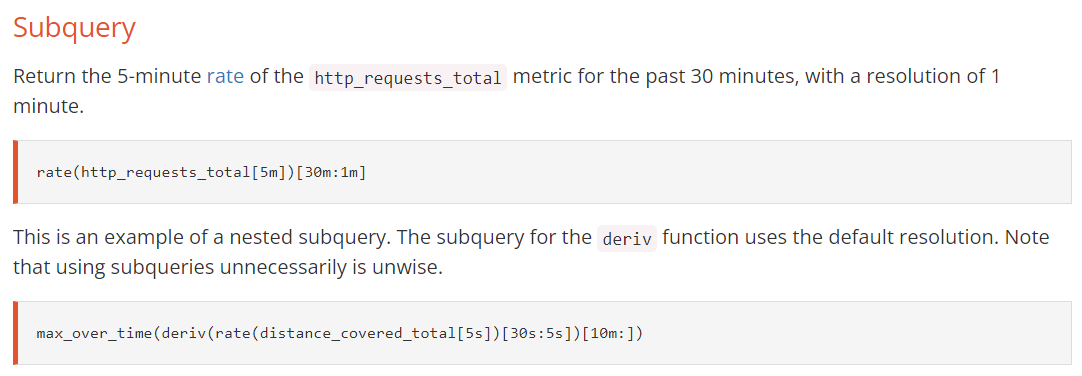 Subquery
Return the 5-minute rate of the http_requests_total metric for the past 30 minutes, with a resolution of 1
minute.
rate(http_requests_total[5m])[30m:1m]
This is an example of a nested subquery. The subquery for the deriv function uses the default resolution. Note
that using subqueries unnecessarily is unwise.
max_over_time(deriv(rate(distance_covered_total[5s])[30s:5s])[10m:])